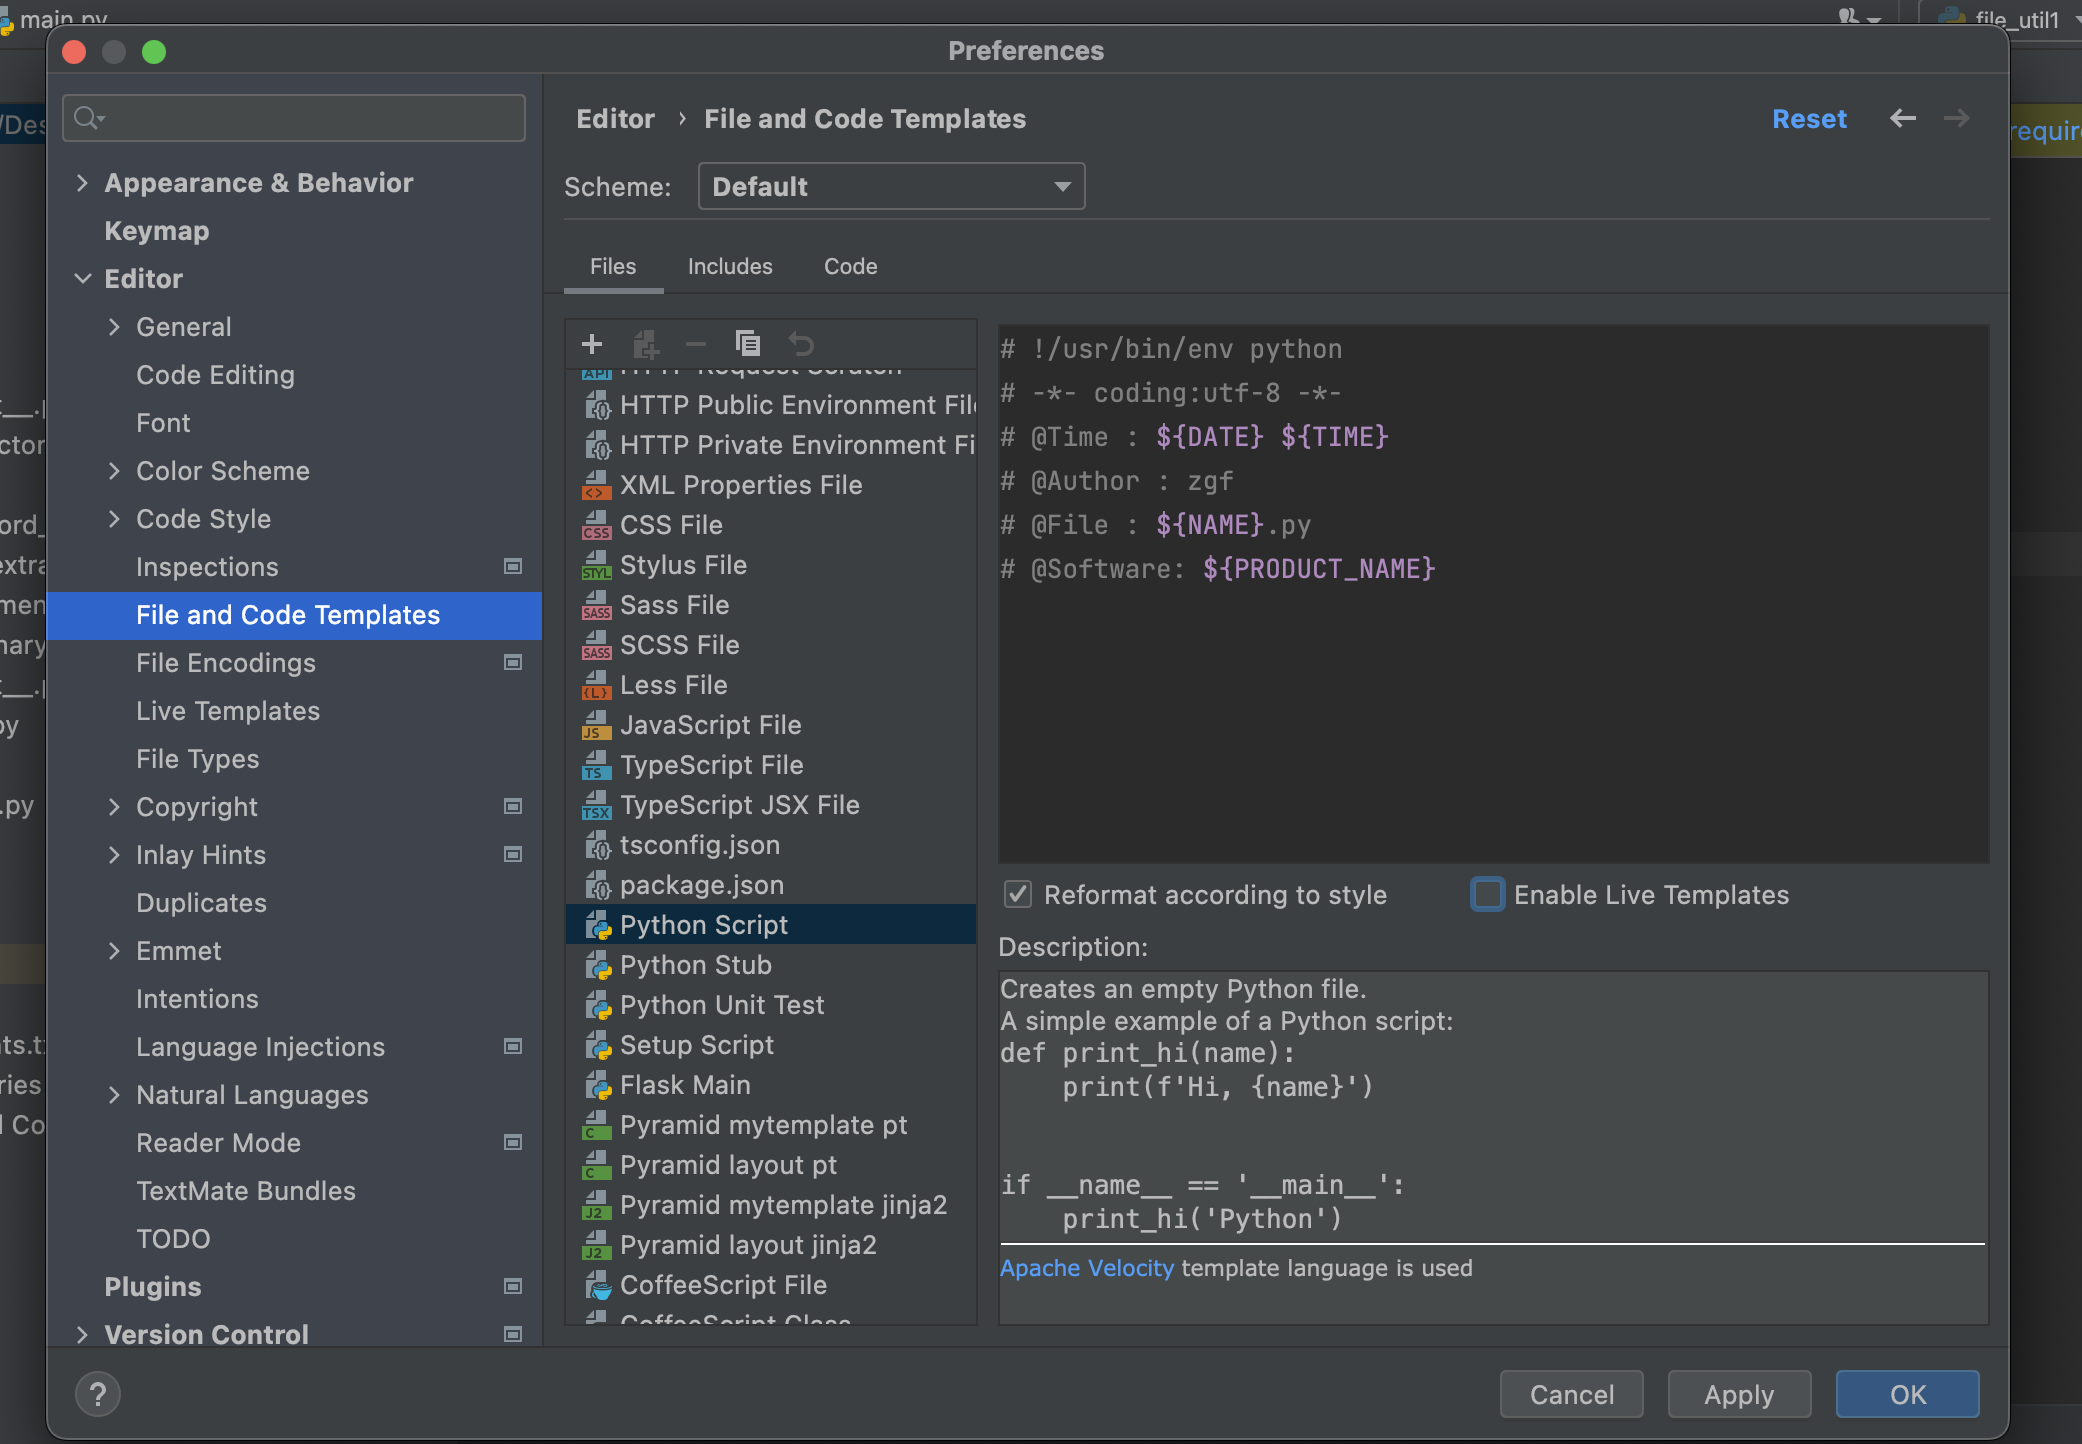 main.py
file_util1
Preferences
/Des
requir
Editor › File and Code Templates
Reset
Scheme: Default
Appearance & Behavior
Keymap
Editor
General
Code Editing
Font
Color Scheme
Code Style
Inspections
File and Code Templates
File Encodings
Live Templates
File Types
Copyright
Inlay Hints
Duplicates
Emmet
Intentions
Language Injections
Natural Languages
Reader Mode
TextMate Bundles
TODO
Plugins
Version Control
Files Includes Code
HTTP Request Scratch
HTTP Public Environment File
HTTP Private Environment Fi
XML Properties File
CSS File
Stylus File
Sass File
SCSS File
Less File
JavaScript File
TypeScript File
TypeScript JSX File
tsconfig.json
package.json
Python Script
Python Stub
Python Unit Test
Setup Script
Flask Main
Pyramid mytemplate pt
Pyramid layout pt
Pyramid mytemplate jinja2
Pyramid layout jinja2
CoffeeScript File
CoffeeScript Class
# !/usr/bin/env python
# -*- coding:utf-8 -*-
# @Time : ${DATE} ${TIME}
# @Author : zgf
# @File : ${NAME}.py
# @Software: ${PRODUCT_NAME}
Reformat according to style
Enable Live Templates
Description:
Creates an empty Python file.
A simple example of a Python script:
def print_hi(name):
    print(f'Hi, {name}')
if __name__ == '__main__':
    print_hi('Python')
Apache Velocity template language is used
?
Cancel
Apply
OK